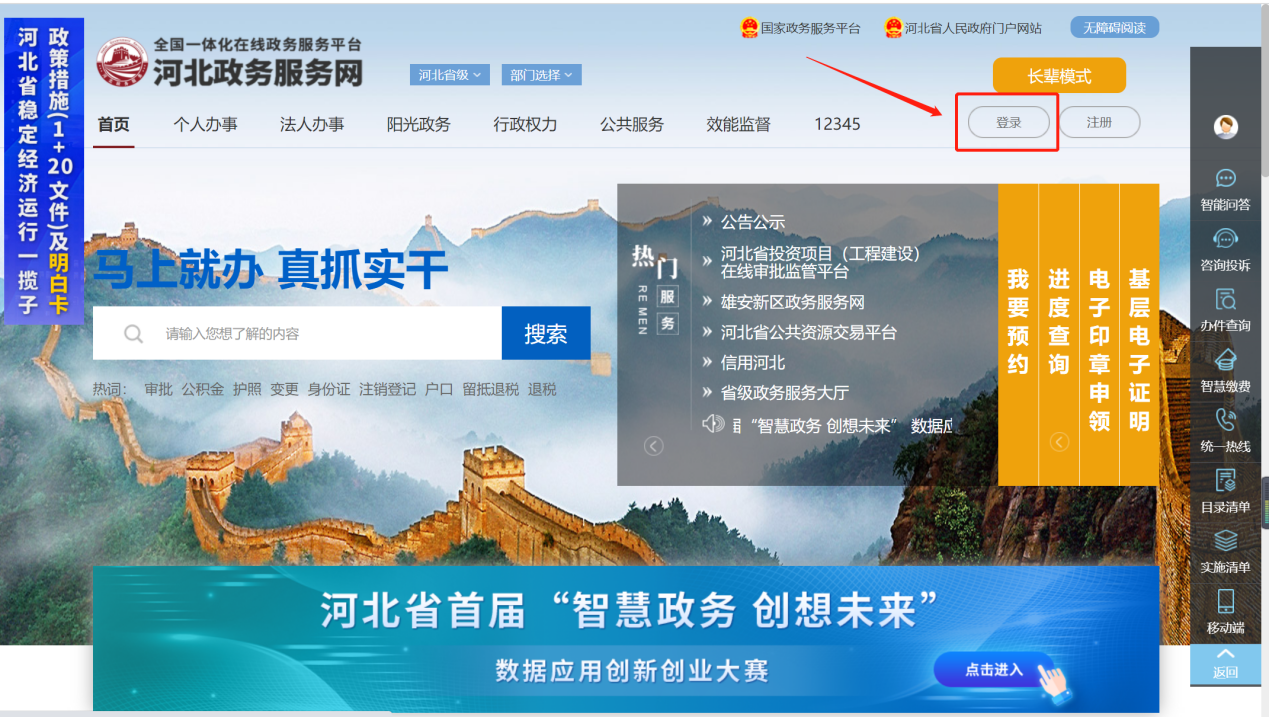 河北省稳定经济运行一揽子
政策措施(1+20文件)及明白卡
国家政务服务平台
河北省人民政府门户网站
无障碍阅读
全国一体化在线政务服务平台
河北政务服务网
河北省级
部门选择
长辈模式
首页
个人办事
法人办事
阳光政务
行政权力
公共服务
效能监督
12345
登录
注册
马上就办 真抓实干
请输入您想了解的内容
搜索
热词: 审批 公积金 护照 变更 身份证 注销登记 户口 留抵退税 退税
热门
服务
RE MEN
公告公示
河北省投资项目（工程建设）
在线审批监管平台
雄安新区政务服务网
河北省公共资源交易平台
信用河北
省级政务服务大厅
“智慧政务 创想未来” 数据
我要预约
进度查询
电子印章申领
基层电子证明
智能问答
咨询投诉
办件查询
智慧缴费
统一热线
目录清单
实施清单
移动端
返回
河北省首届“智慧政务 创想未来”
数据应用创新创业大赛
点击进入